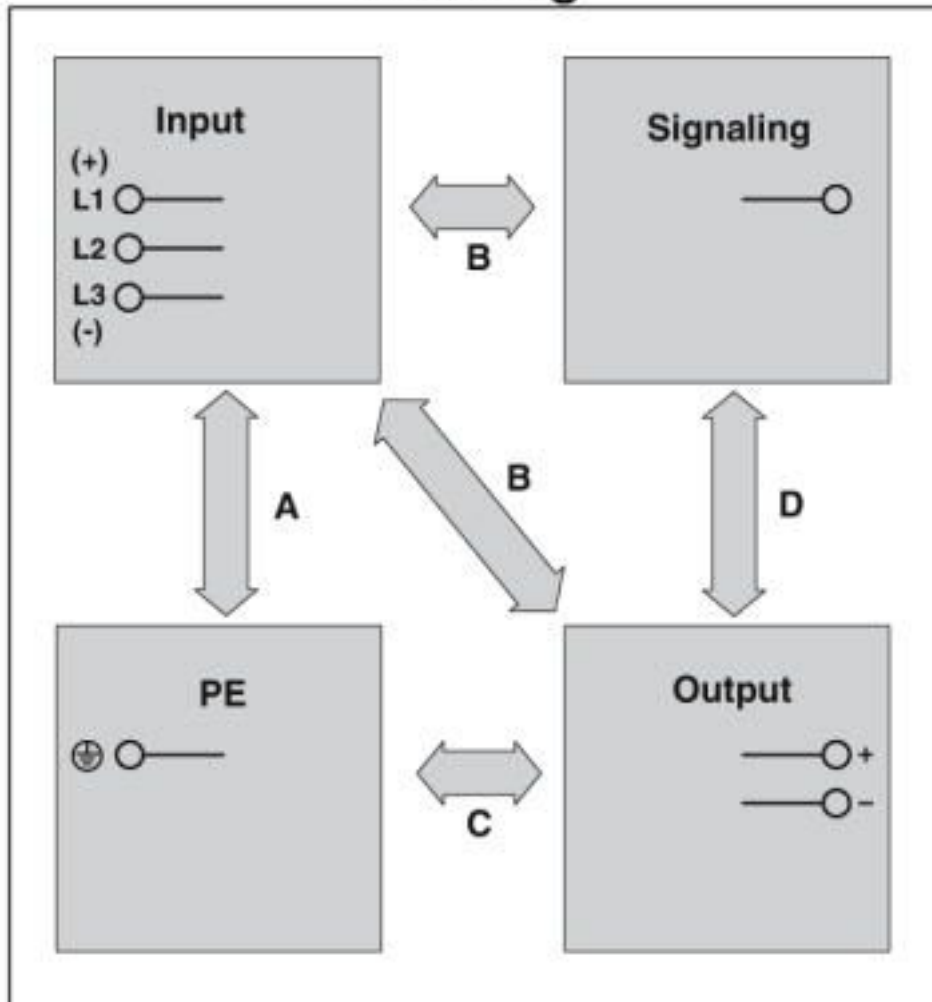 Input
(+)
L1
L2
L3
(-)
Signaling
B
A
B
D
PE
Output
+
−
C